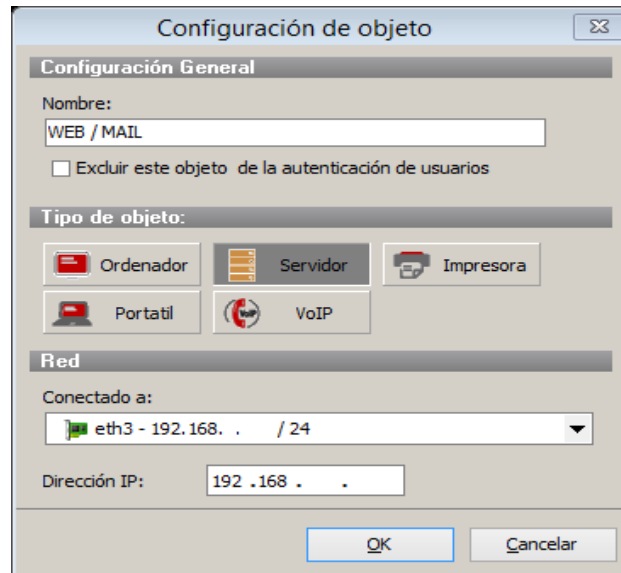 Configuración de objeto
Configuración General
Nombre:
WEB / MAIL
Excluir este objeto de la autenticación de usuarios
Tipo de objeto:
Ordenador Servidor Impresora
Portatil VoIP VoIP
Red
Conectado a:
eth3 - 192.168. . / 24
Dirección IP: 192 .168 . .
OK Cancelar